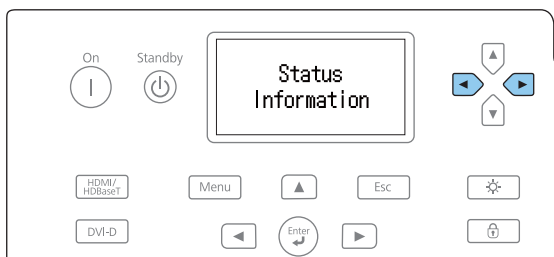 On
Standby
Status
Information
HDMI/
HDBaseT
Menu
Esc
DVI-D
Enter